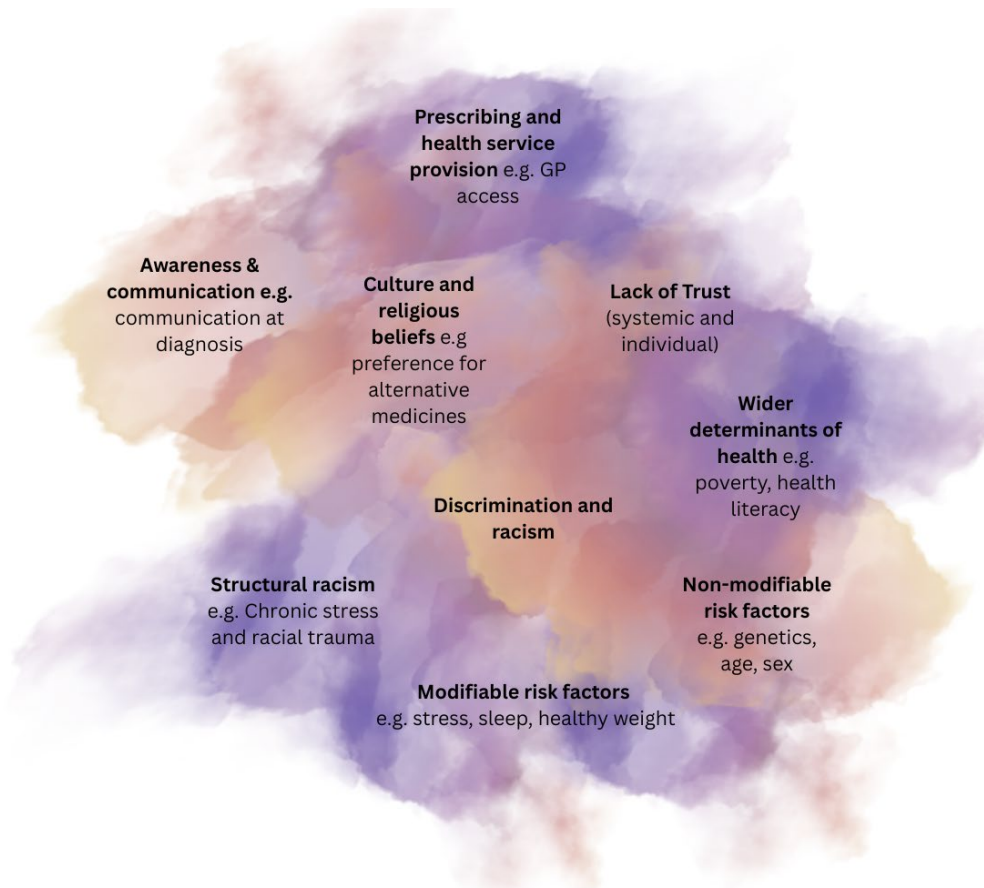 Prescribing and
health service
provision e.g. GP
access
Awareness &
communication e.g.
communication at
diagnosis
Culture and
religious
beliefs e.g
preference for
alternative
medicines
Lack of Trust
(systemic and
individual)
Wider
determinants of
health e.g.
poverty, health
literacy
Discrimination and
racism
Structural racism
e.g. Chronic stress
and racial trauma
Non-modifiable
risk factors
e.g. genetics,
age, sex
Modifiable risk factors
e.g. stress, sleep, healthy weight